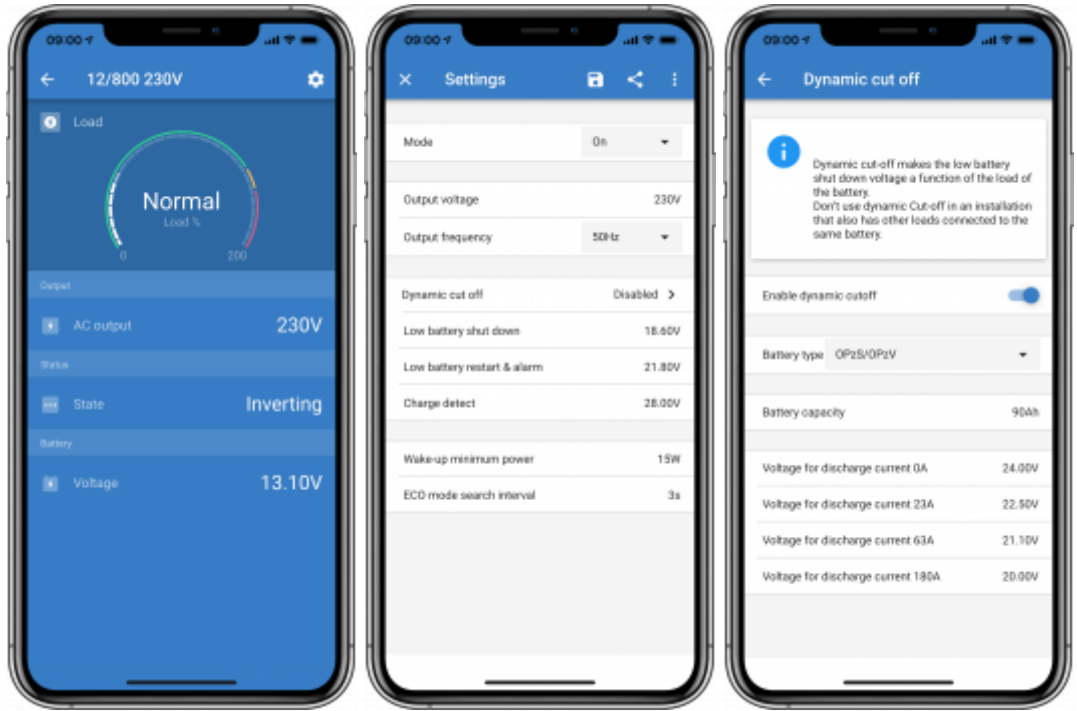 09:00
12/800 230V
Load
Normal
Load %
0 200
Output
AC output 230V
Status
State Inverting
Battery
Voltage 13.10V
09:00
Settings
Mode On
Output voltage 230V
Output frequency 50Hz
Dynamic cut off Disabled
Low battery shut down 18.60V
Low battery restart & alarm 21.80V
Charge detect 28.00V
Wake-up minimum power 15W
ECO mode search interval 3s
09:00
Dynamic cut off
Dynamic cut-off makes the low battery
shut down voltage a function of the load of
the battery.
Don't use dynamic Cut-off in an installation
that also has other loads connected to the
same battery.
Enable dynamic cutoff
Battery type OPzS/OPzV
Battery capacity 90Ah
Voltage for discharge current 0A 24.00V
Voltage for discharge current 23A 22.50V
Voltage for discharge current 63A 21.10V
Voltage for discharge current 180A 20.00V